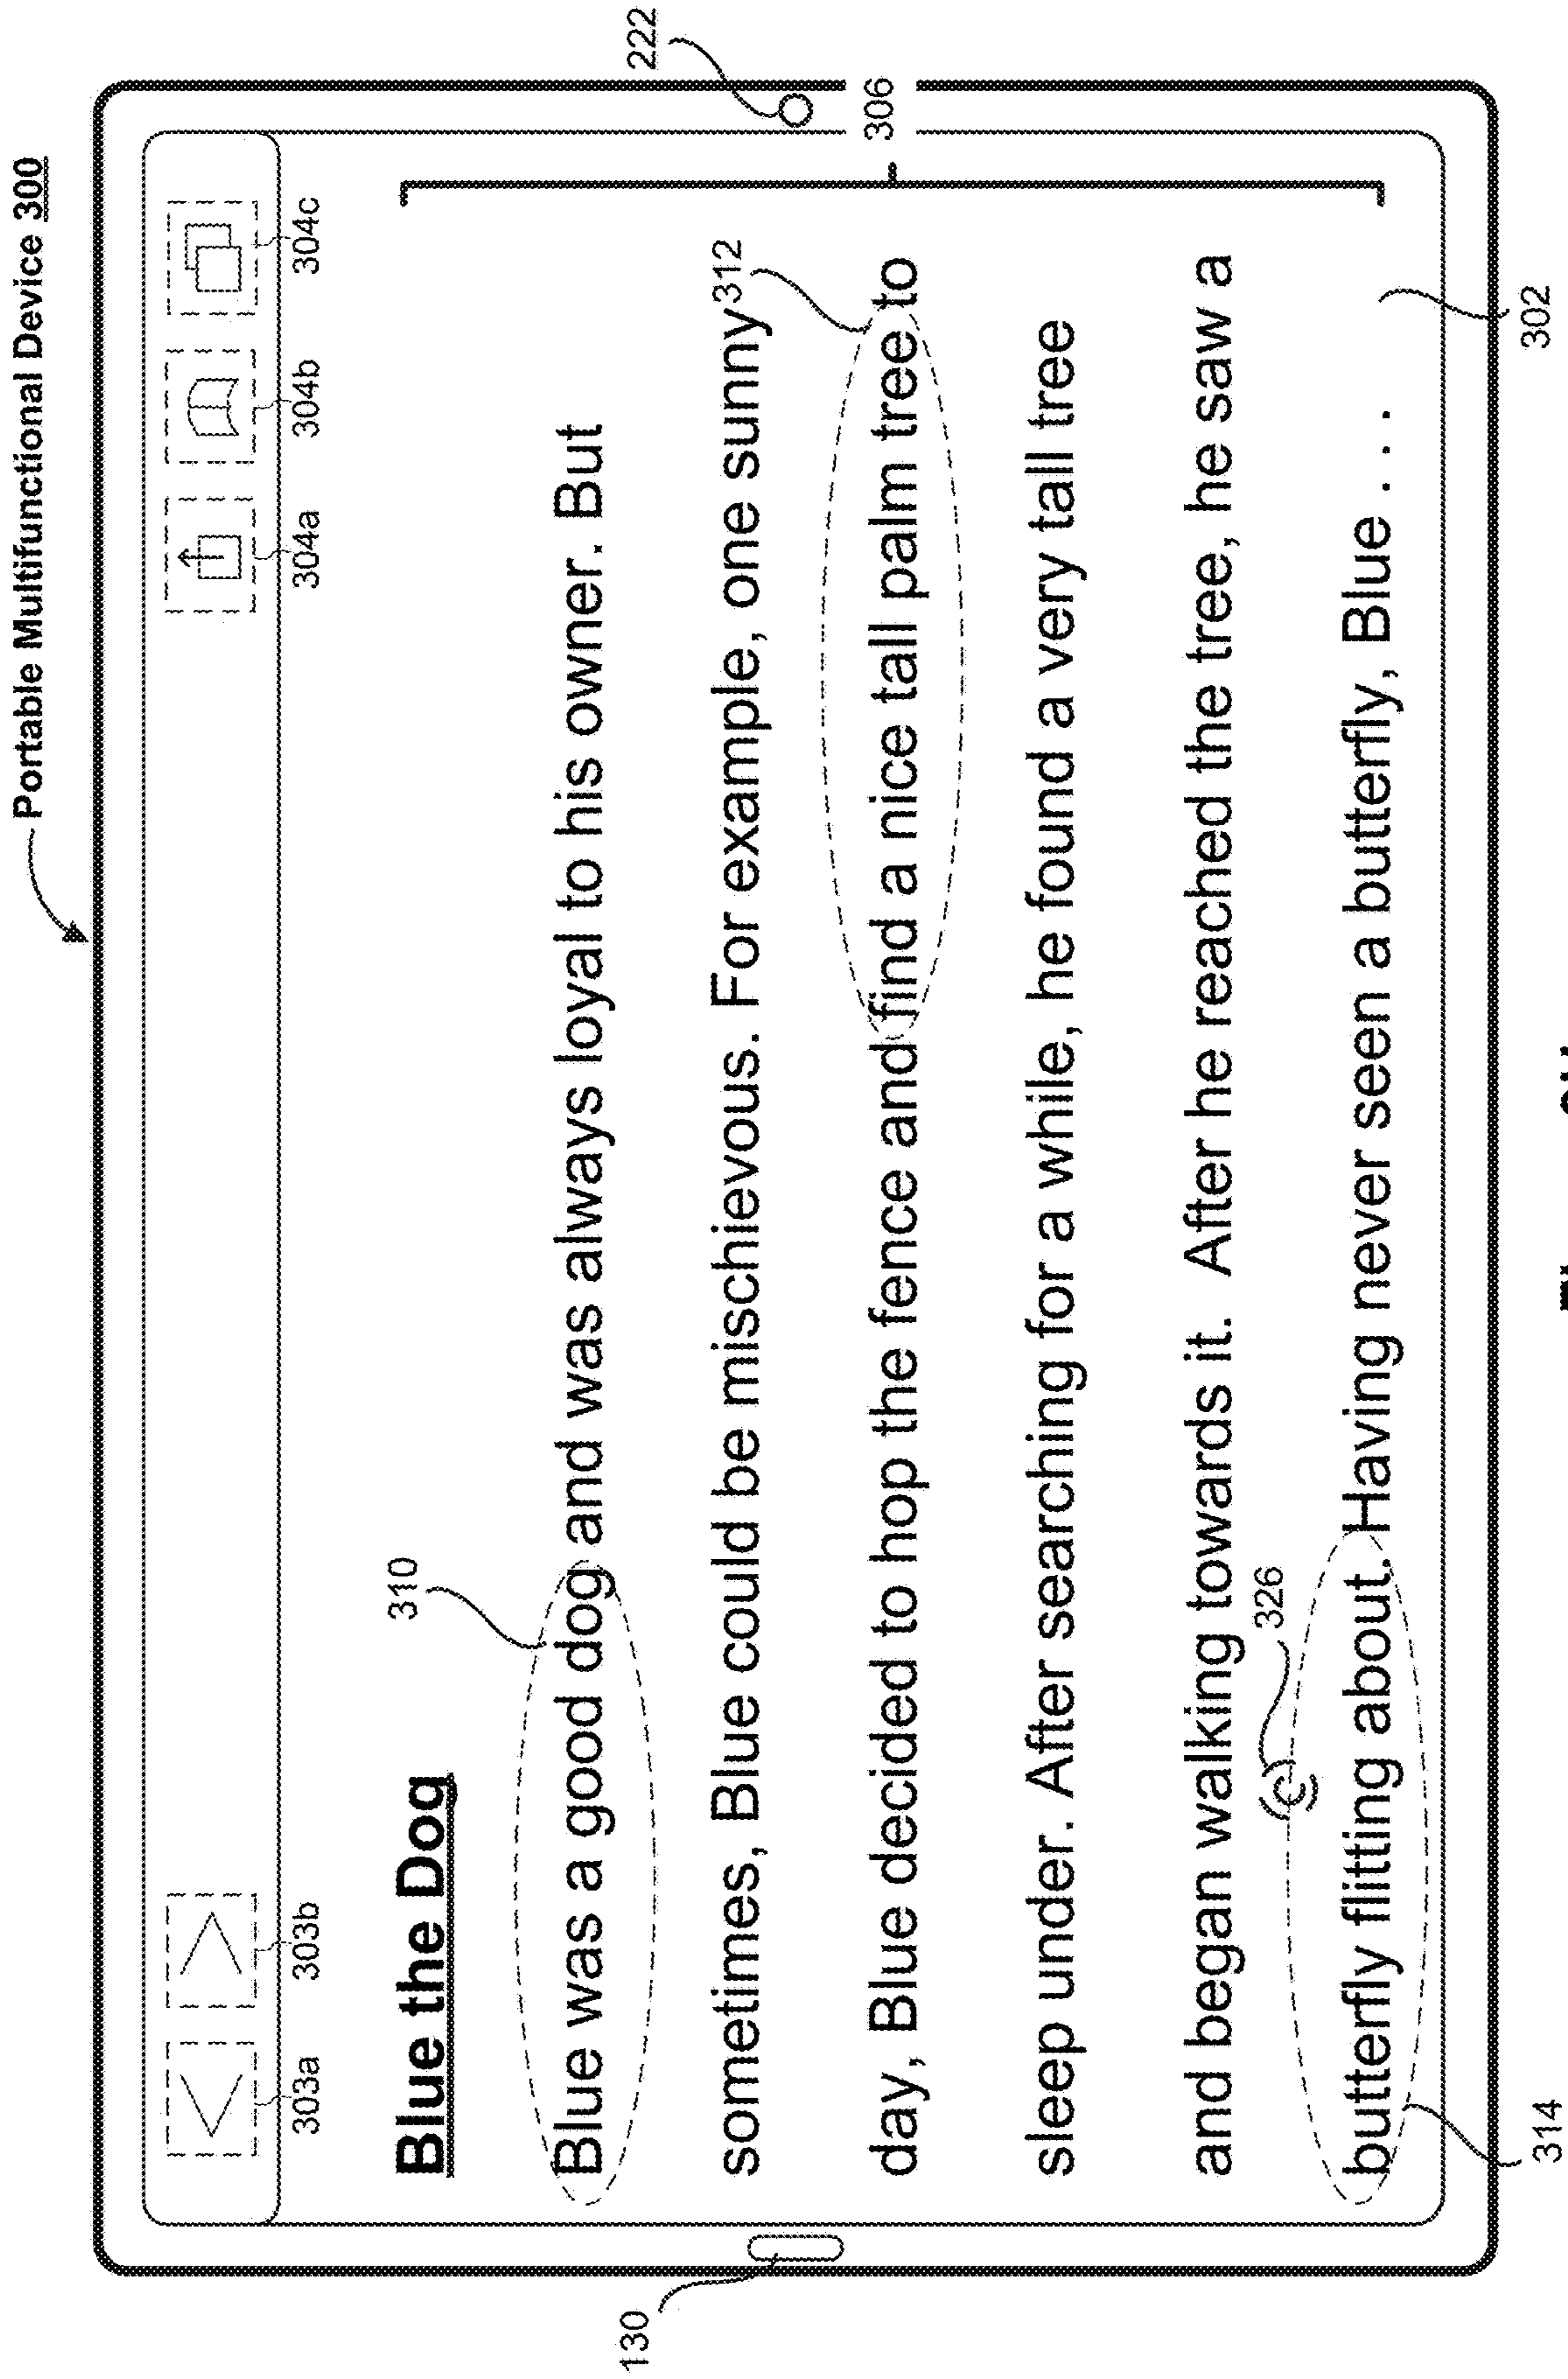 Portable Multifunctional Device 300
303a
303b
304a
304b
304c
Blue the Dog
310
Blue was a good dog and was always loyal to his owner. But
sometimes, Blue could be mischievous. For example, one sunny
312
day, Blue decided to hop the fence and find a nice tall palm tree to
sleep under. After searching for a while, he found a very tall tree
and began walking towards it. After he reached the tree, he saw a
326
butterfly flitting about. Having never seen a butterfly, Blue . . .
130
222
306
314
302